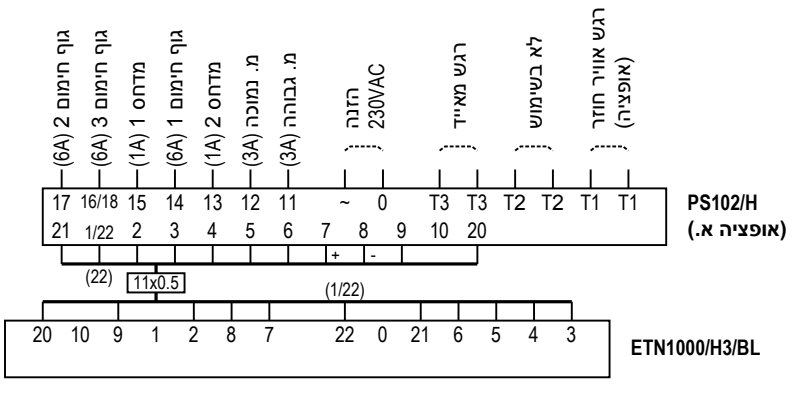 גוף חימום 2 (6A)
גוף חימום 3 (6A)
מדחס 1 (1A)
גוף חימום 1 (6A)
מדחס 2 (1A)
מ. נמוכה (3A)
מ. גבוהה (3A)
הזנה
230VAC
רגש מאייד
לא בשימוש
רגש אוויר חוזר
(אופציה)
17 16/18 15 14 13 12 11 ~ 0 T3 T3 T2 T2 T1 T1
PS102/H
21 1/22 2 3 4 5 6 7 8 9 10 20
(אופציה א.)
+ -
(22) 11x0.5 (1/22)
20 10 9 1 2 8 7 22 0 21 6 5 4 3
ETN1000/H3/BL